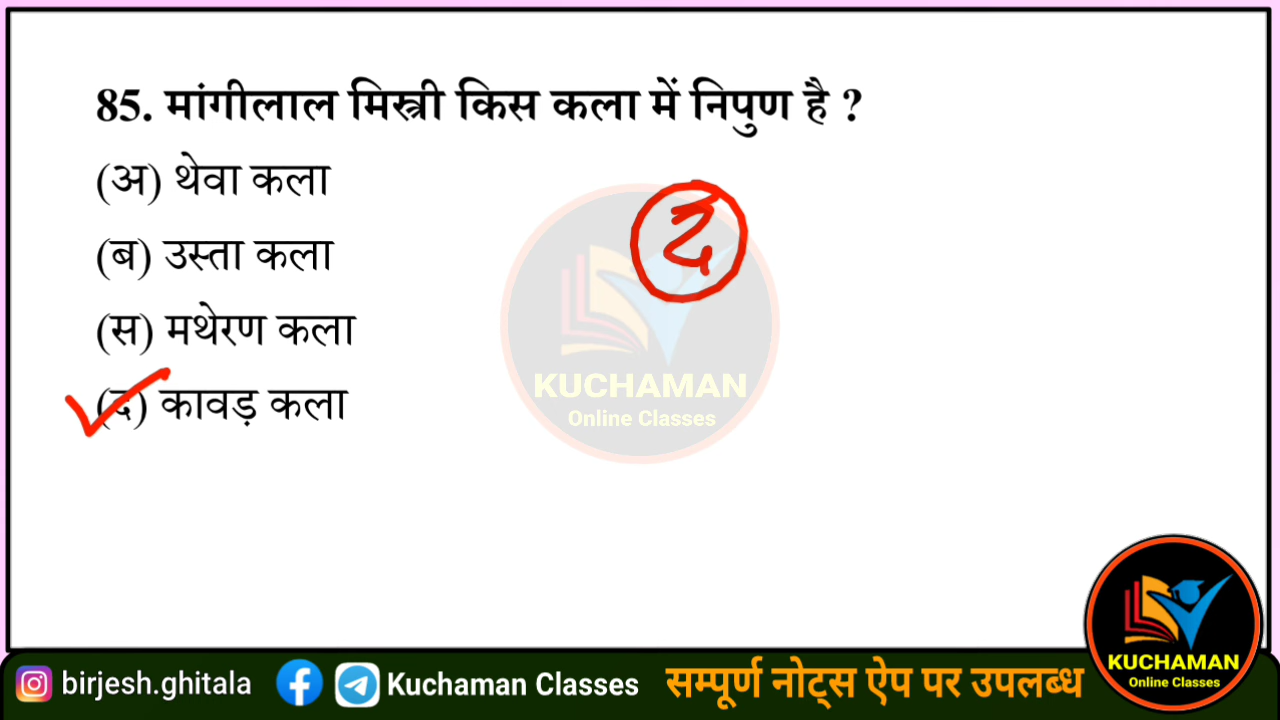 85. मांगीलाल मिस्त्री किस कला में निपुण है ?
(अ) थेवा कला
(ब) उस्ता कला
(स) मथेरण कला
(द) कावड़ कला
द
KUCHAMAN
Online Classes
KUCHAMAN
Online Classes
birjesh.ghitala
Kuchaman Classes
सम्पूर्ण नोट्स ऐप पर उपलब्ध